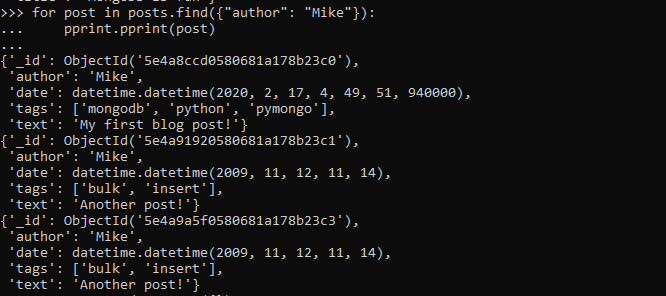 >>> for post in posts.find({"author": "Mike"}):
...     pprint.pprint(post)
...
{'_id': ObjectId('5e4a8ccd0580681a178b23c0'),
 'author': 'Mike',
 'date': datetime.datetime(2020, 2, 17, 4, 49, 51, 940000),
 'tags': ['mongodb', 'python', 'pymongo'],
 'text': 'My first blog post!'}
{'_id': ObjectId('5e4a91920580681a178b23c1'),
 'author': 'Mike',
 'date': datetime.datetime(2009, 11, 12, 11, 14),
 'tags': ['bulk', 'insert'],
 'text': 'Another post!'}
{'_id': ObjectId('5e4a9a5f0580681a178b23c3'),
 'author': 'Mike',
 'date': datetime.datetime(2009, 11, 12, 11, 14),
 'tags': ['bulk', 'insert'],
 'text': 'Another post!'}